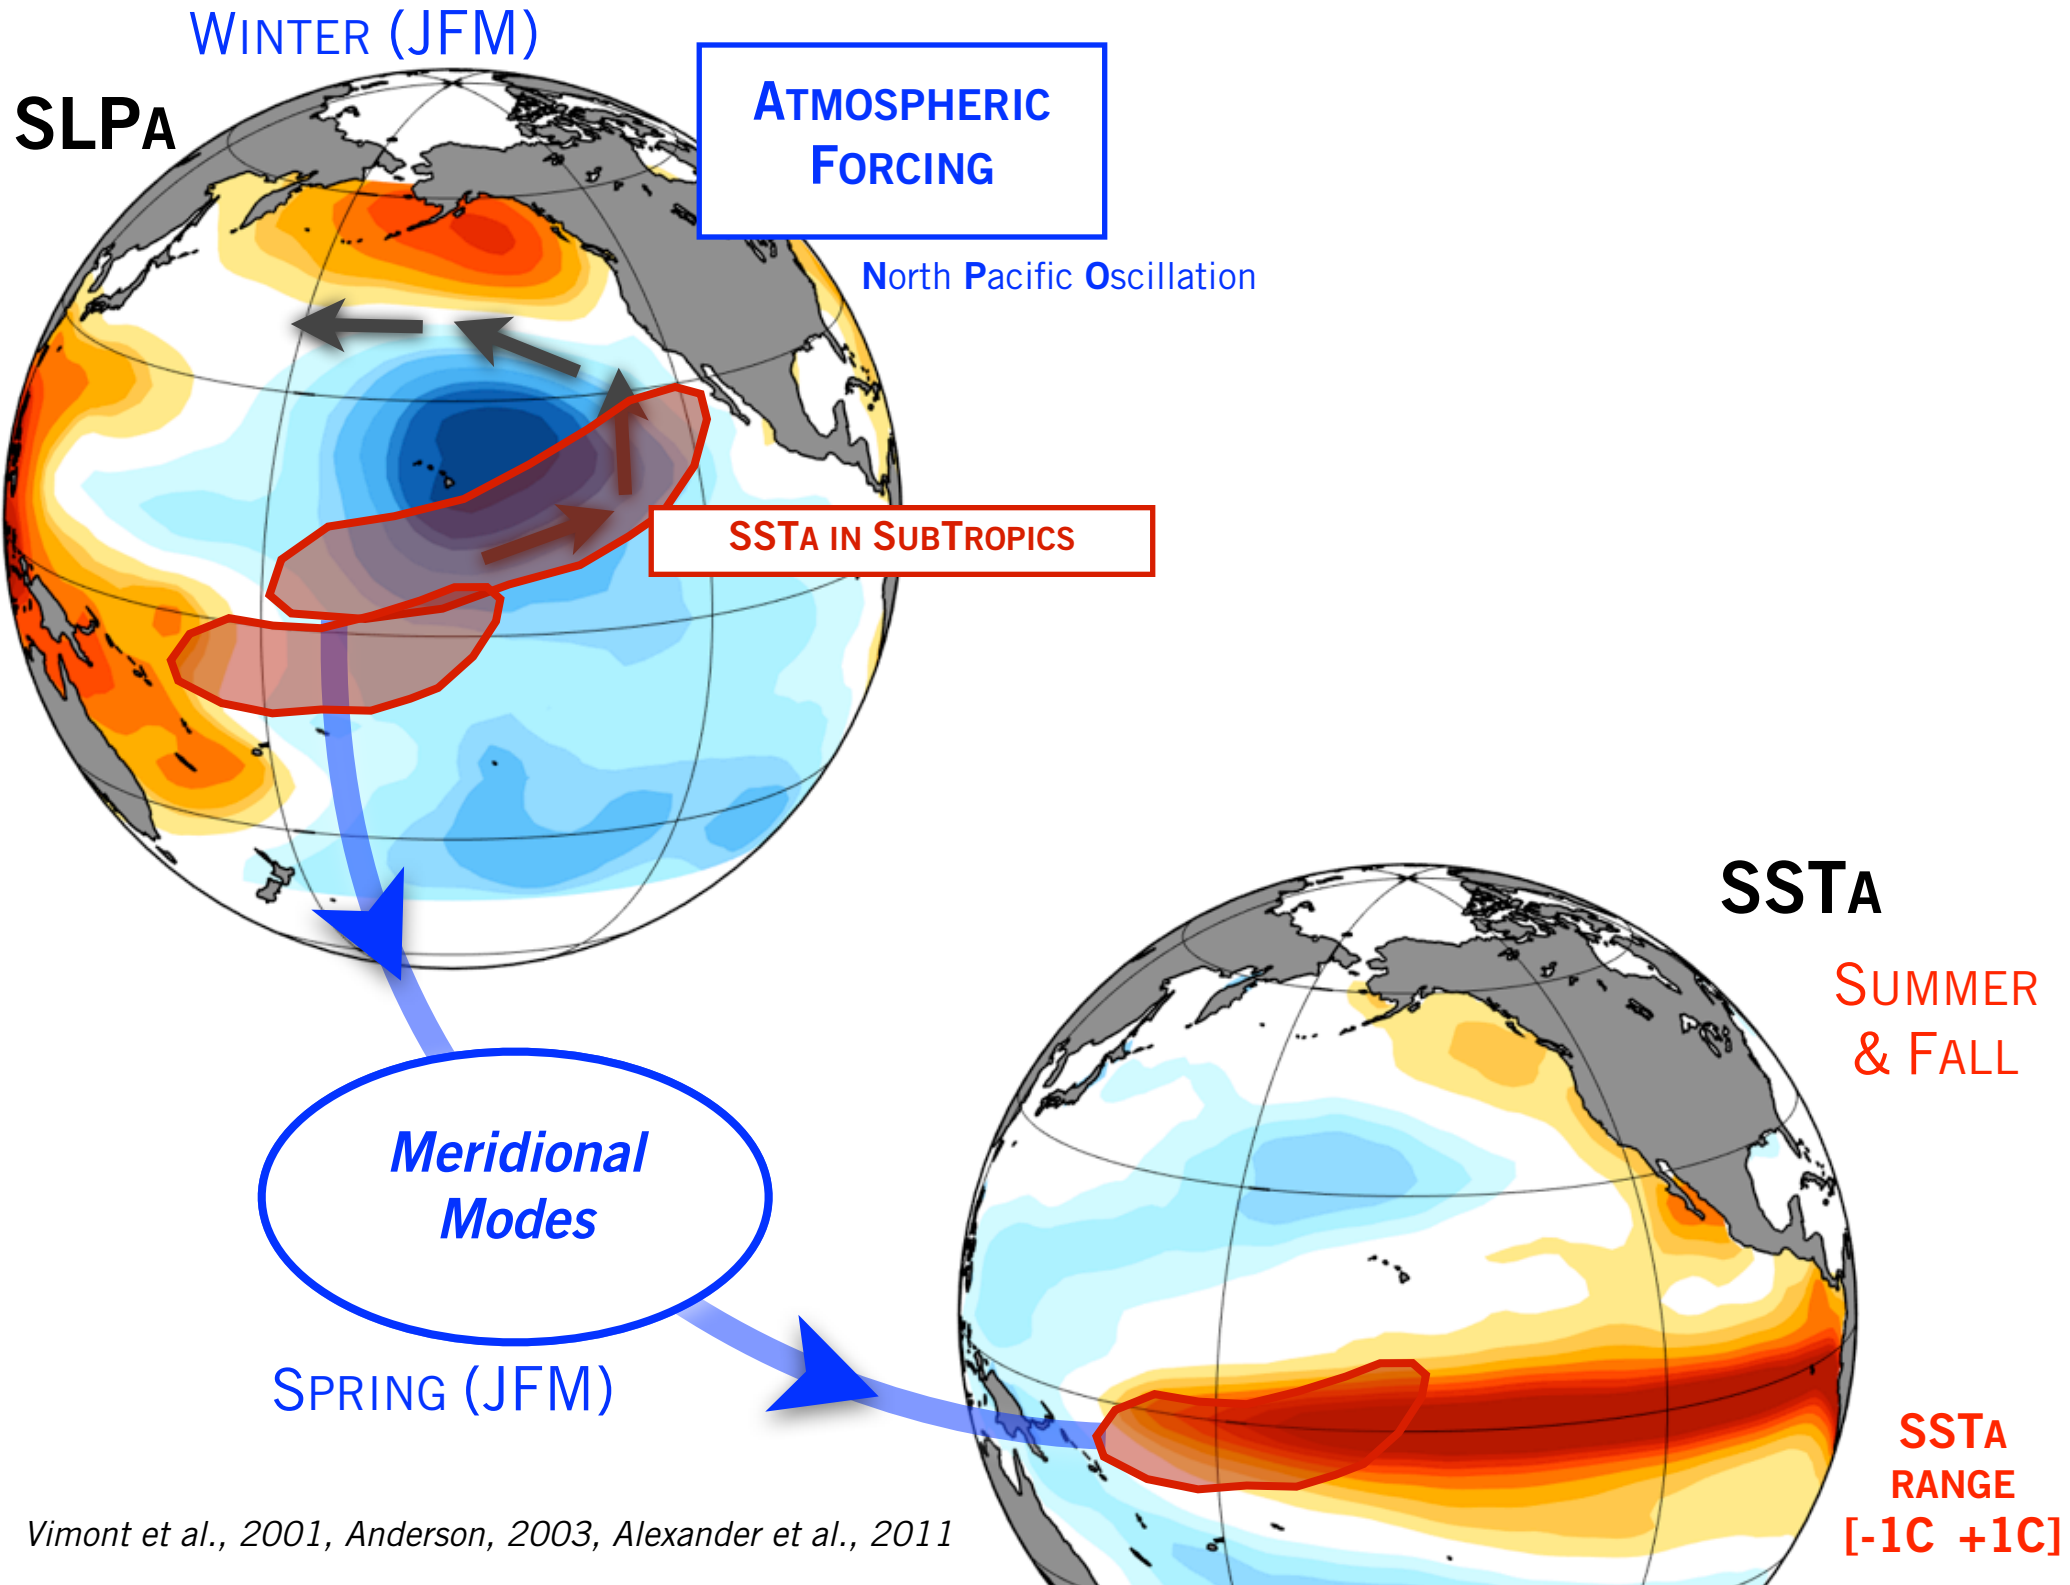 WINTER (JFM)
SLPA
ATMOSPHERIC
FORCING
North Pacific Oscillation
SSTA IN SUBTROPICS
SSTA
SUMMER
& FALL
Meridional
Modes
SPRING (JFM)
SSTA
RANGE
[-1C +1C]
Vimont et al., 2001, Anderson, 2003, Alexander et al., 2011